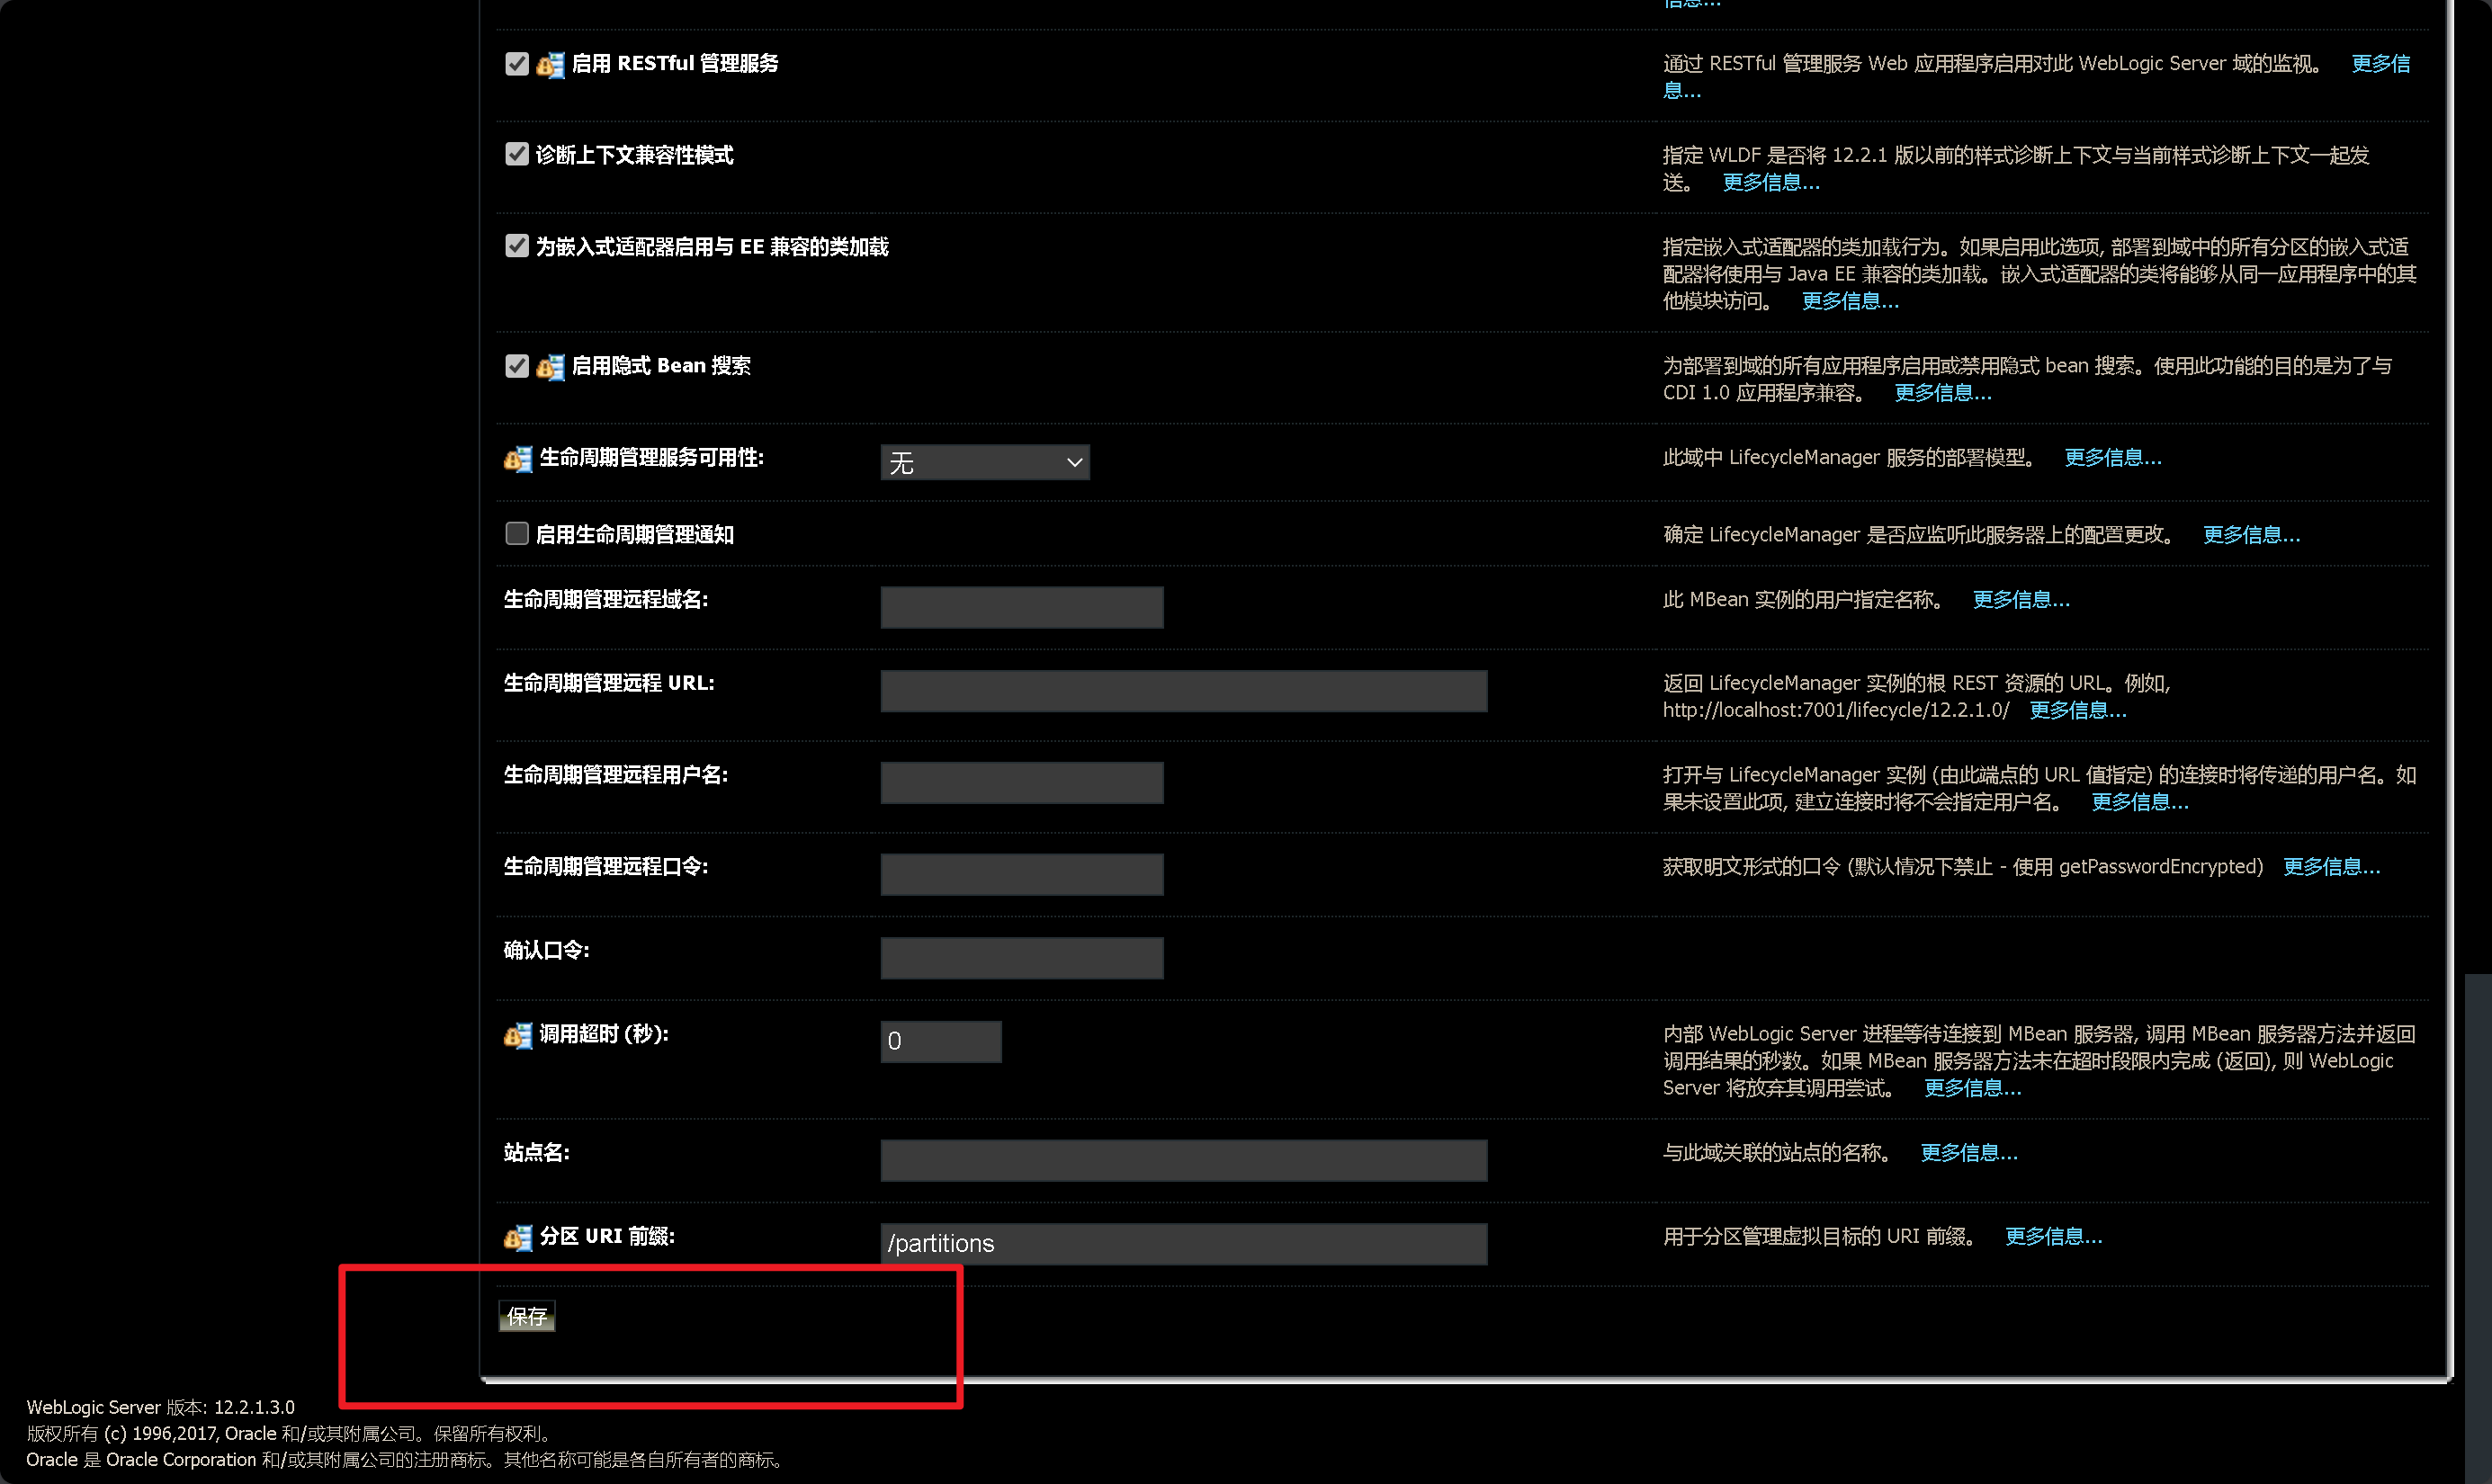 信息...
启用 RESTful 管理服务
通过 RESTful 管理服务 Web 应用程序启用对此 WebLogic Server 域的监视。 更多信
息...
诊断上下文兼容性模式
指定 WLDF 是否将 12.2.1 版以前的样式诊断上下文与当前样式诊断上下文一起发
送。 更多信息...
为嵌入式适配器启用与 EE 兼容的类加载
指定嵌入式适配器的类加载行为。如果启用此选项, 部署到域中的所有分区的嵌入式适
配器将使用与 Java EE 兼容的类加载。嵌入式适配器的类将能够从同一应用程序中的其
他模块访问。 更多信息...
启用隐式 Bean 搜索
为部署到域的所有应用程序启用或禁用隐式 bean 搜索。使用此功能的目的是为了与
CDI 1.0 应用程序兼容。 更多信息...
生命周期管理服务可用性:
无
此域中 LifecycleManager 服务的部署模型。 更多信息...
启用生命周期管理通知
确定 LifecycleManager 是否应监听此服务器上的配置更改。 更多信息...
生命周期管理远程域名:
此 MBean 实例的用户指定名称。 更多信息...
生命周期管理远程 URL:
返回 LifecycleManager 实例的根 REST 资源的 URL。例如,
http://localhost:7001/lifecycle/12.2.1.0/ 更多信息...
生命周期管理远程用户名:
打开与 LifecycleManager 实例 (由此端点的 URL 值指定) 的连接时将传递的用户名。如
果未设置此项, 建立连接时将不会指定用户名。 更多信息...
生命周期管理远程口令:
获取明文形式的口令 (默认情况下禁止 - 使用 getPasswordEncrypted) 更多信息...
确认口令:
调用超时 (秒):
0
内部 WebLogic Server 进程等待连接到 MBean 服务器, 调用 MBean 服务器方法并返回
调用结果的秒数。如果 MBean 服务器方法未在超时段限内完成 (返回), 则 WebLogic
Server 将放弃其调用尝试。 更多信息...
站点名:
与此域关联的站点的名称。 更多信息...
分区 URI 前缀:
/partitions
用于分区管理虚拟目标的 URI 前缀。 更多信息...
保存
WebLogic Server 版本: 12.2.1.3.0
版权所有 (c) 1996,2017, Oracle 和/或其附属公司。保留所有权利。
Oracle 是 Oracle Corporation 和/或其附属公司的注册商标。其他名称可能是各自所有者的商标。